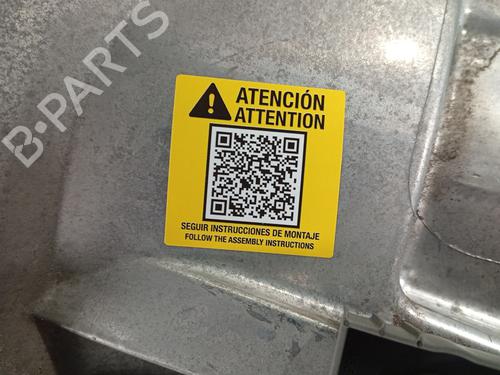 B-PARTS
ATENCIÓN
ATTENTION
SEGUIR INSTRUCCIONES DE MONTAJE
FOLLOW THE ASSEMBLY INSTRUCTIONS